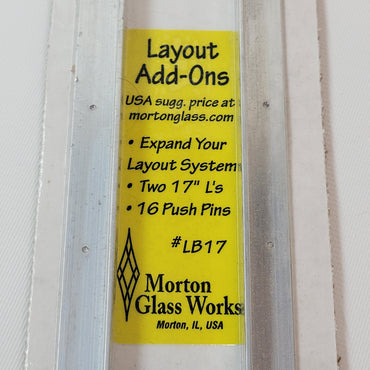 Layout
Add-Ons
USA sugg. price at
mortonglass.com
• Expand Your
Layout System
• Two 17" L's
• 16 Push Pins
#LB17
Morton
Glass Works
Morton, IL, USA